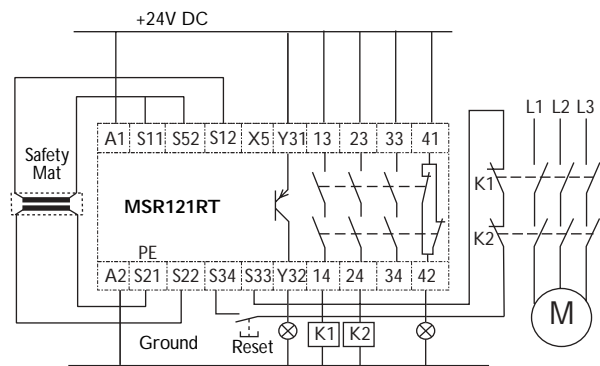 +24V DC
L1 L2 L3
A1 S11 S52 S12 X5 Y31 13 23 33 41
Safety
Mat
K1
MSR121RT
K2
PE
A2 S21 S22 S34 S33 Y32 14 24 34 42
M
K1 K2
Ground
Reset